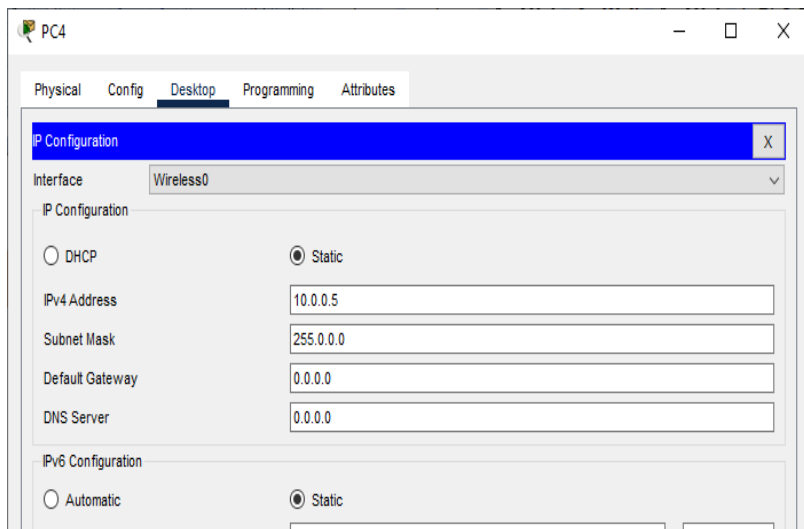 PC4
Physical Config Desktop Programming Attributes
IP Configuration X
Interface Wireless0
IP Configuration
DHCP Static
IPv4 Address 10.0.0.5
Subnet Mask 255.0.0.0
Default Gateway 0.0.0.0
DNS Server 0.0.0.0
IPv6 Configuration
Automatic Static